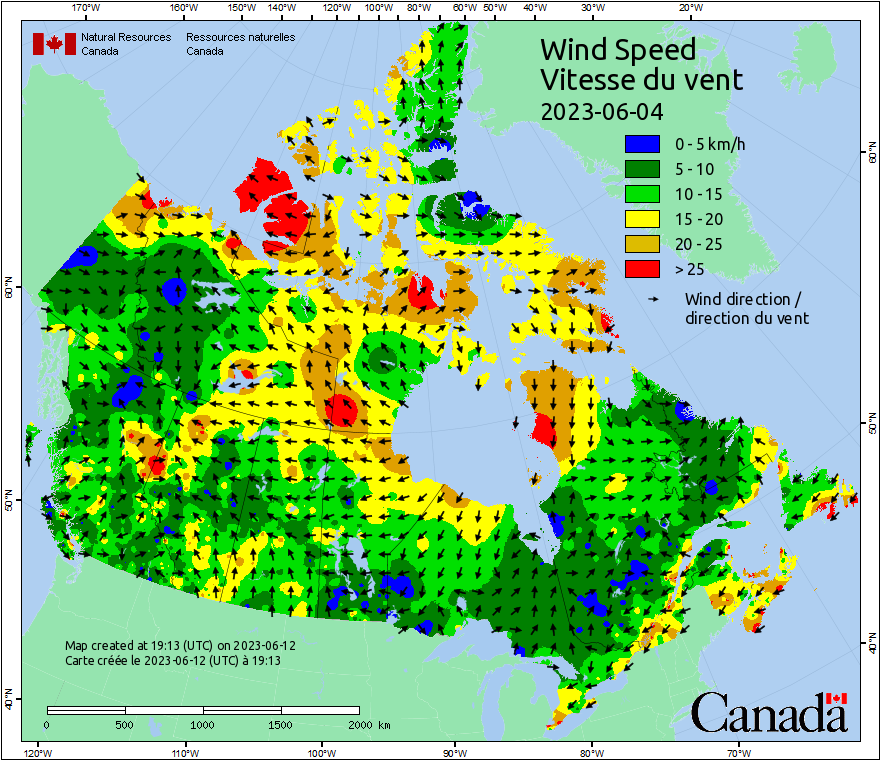 170°W 160°W 150°W 140°W 120°W 100°W 80°W 60°W 50°W 40°W 30°W 20°W
Natural Resources Ressources naturelles
Canada Canada
Wind Speed
Vitesse du vent
2023-06-04
0 - 5 km/h
5 - 10
10 - 15
15 - 20
20 - 25
> 25
Wind direction /
direction du vent
60°N
60°N
50°N
50°N
40°N
40°N
Map created at 19:13 (UTC) on 2023-06-12
Carte créée le 2023-06-12 (UTC) à 19:13
0 500 1000 1500 2000 km
Canada
120°W 110°W 100°W 90°W 80°W 70°W